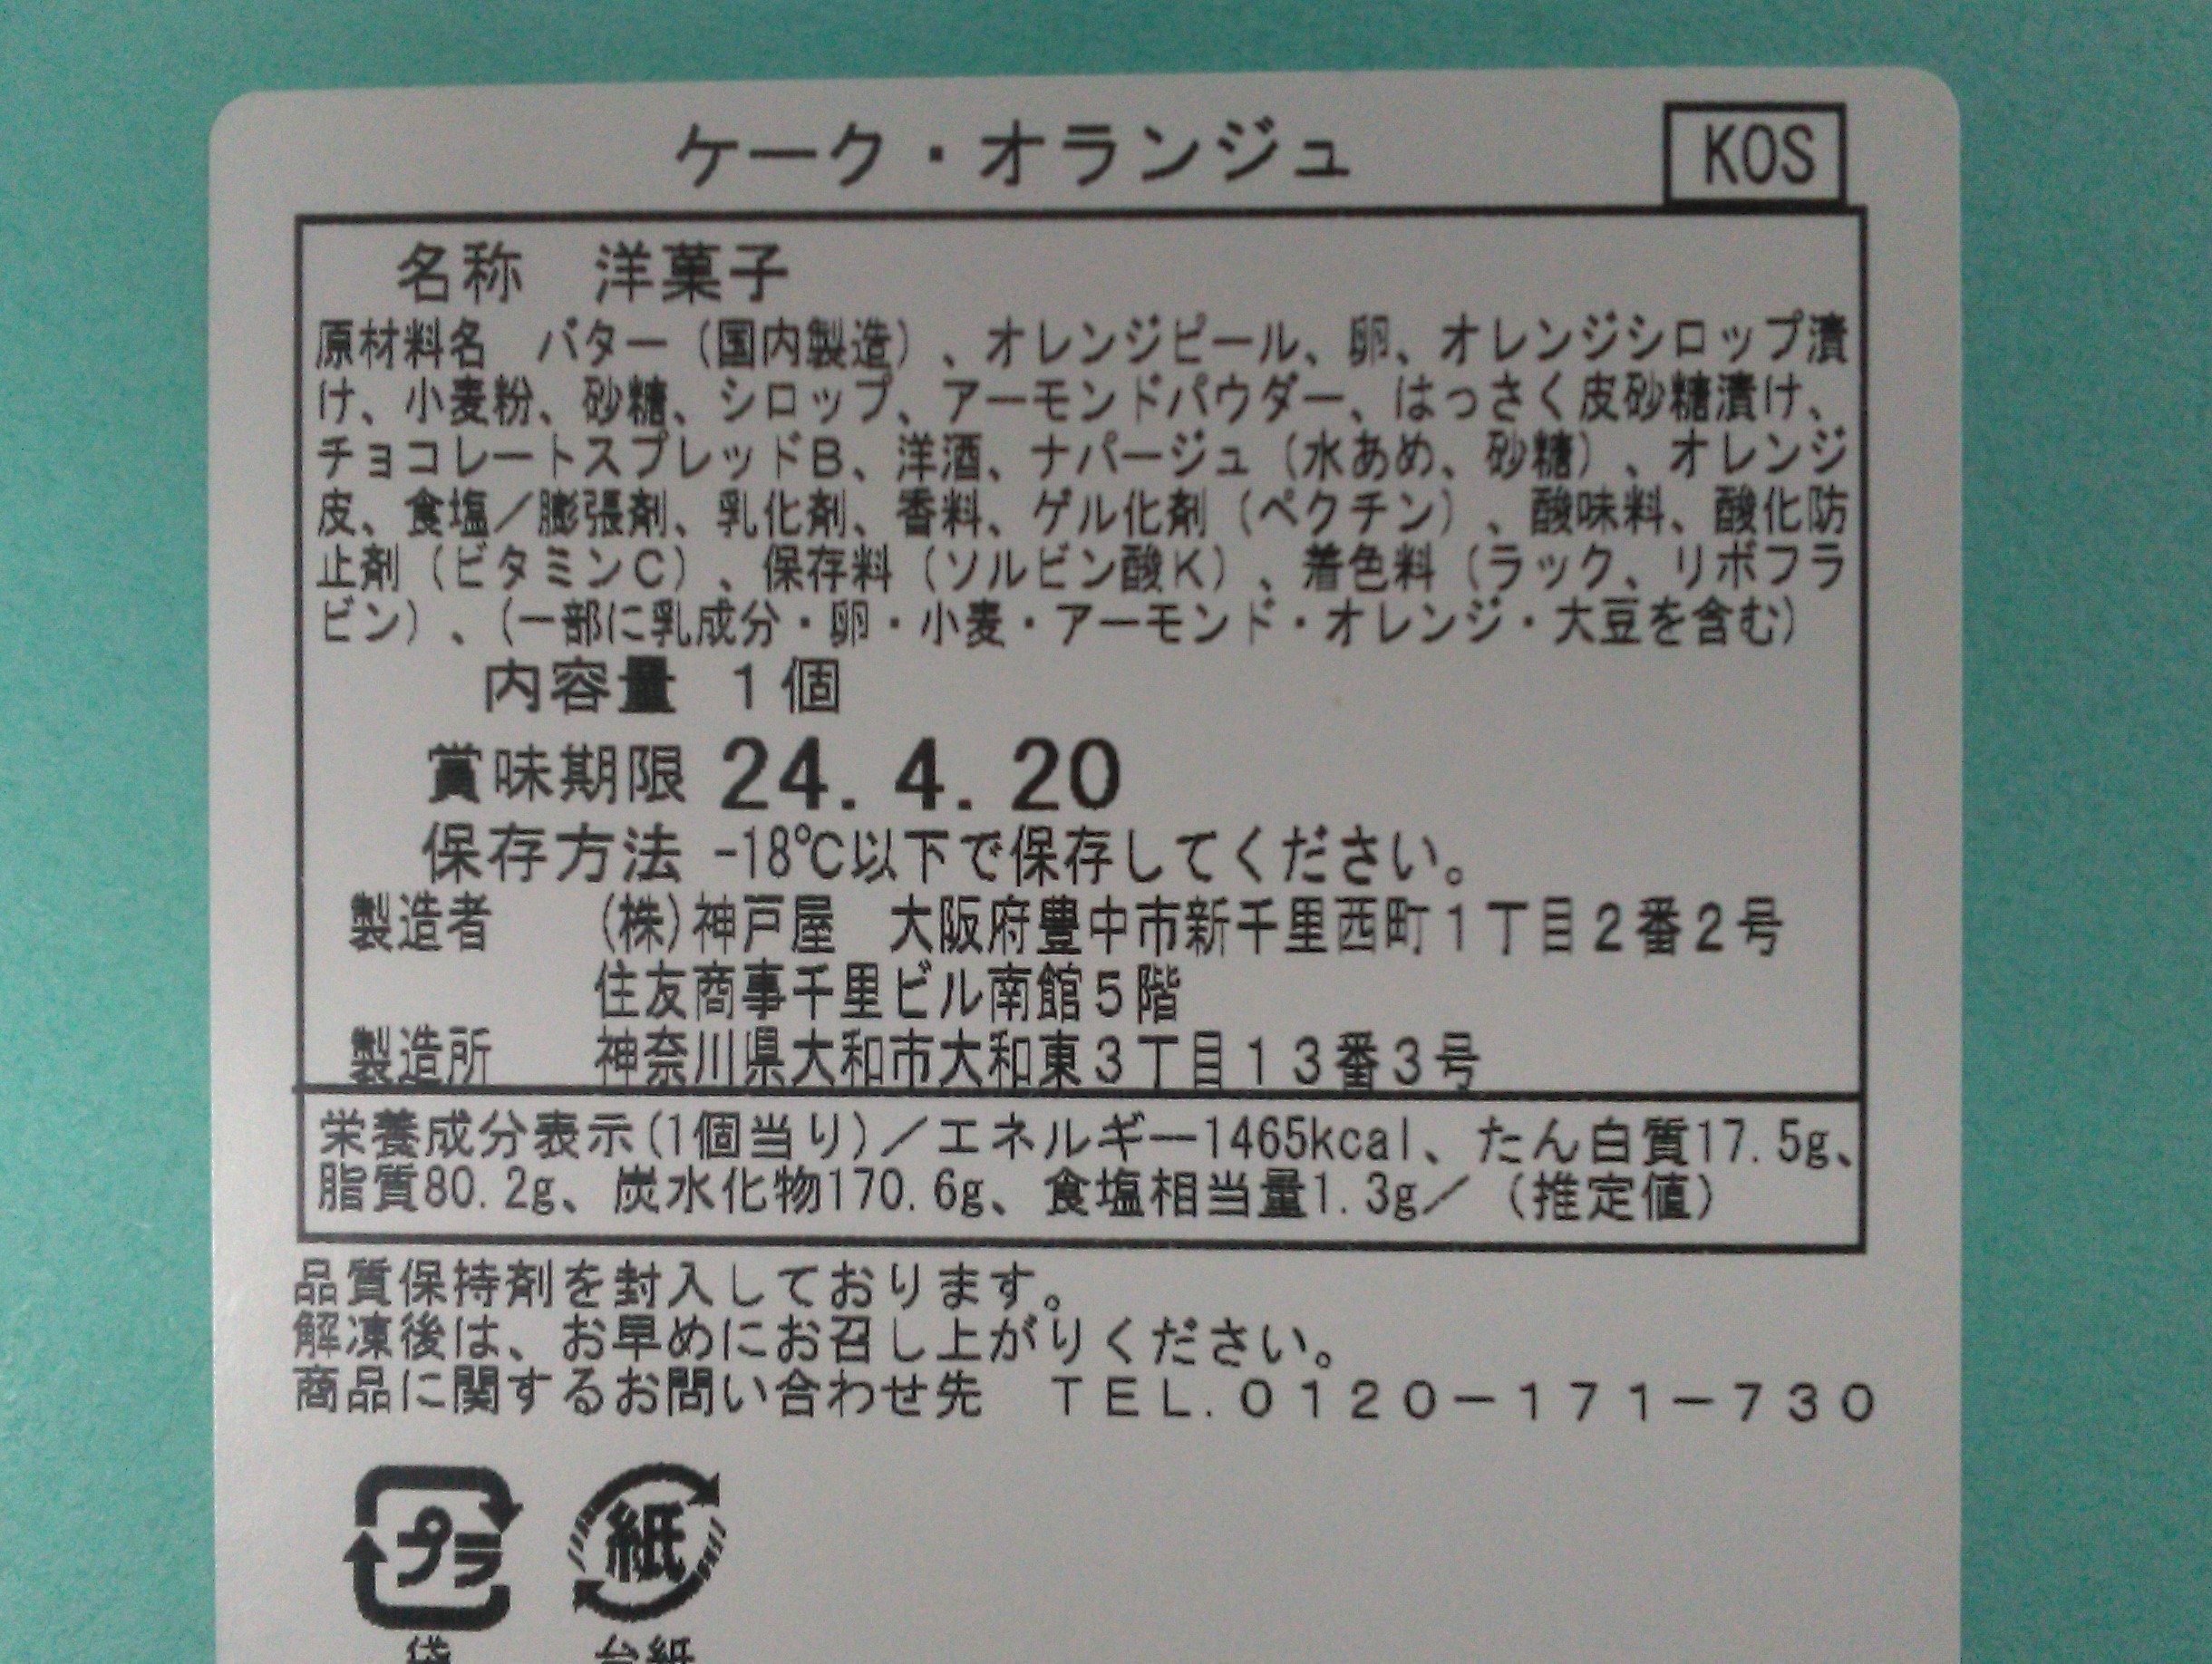 ケーク・オランジュ
KOS
名称　洋菓子
原材料名　バター（国内製造）、オレンジピール、卵、オレンジシロップ漬
け、小麦粉、砂糖、シロップ、アーモンドパウダー、はっさく皮砂糖漬け、
チョコレートスプレッドB、洋酒、ナパージュ（水あめ、砂糖）、オレンジ
皮、食塩／膨張剤、乳化剤、香料、ゲル化剤（ペクチン）、酸味料、酸化防
止剤（ビタミンC）、保存料（ソルビン酸K）、着色料（ラック、リボフラ
ビン）、（一部に乳成分・卵・小麦・アーモンド・オレンジ・大豆を含む）
内容量　1個
賞味期限　24.4.20
保存方法　-18℃以下で保存してください。
製造者　(株)神戸屋　大阪府豊中市新千里西町1丁目2番2号
住友商事千里ビル南館5階
製造所　神奈川県大和市大和東3丁目13番3号
栄養成分表示(1個当り)／エネルギー1465kcal、たん白質17.5g、
脂質80.2g、炭水化物170.6g、食塩相当量1.3g／（推定値）
品質保持剤を封入しております。
解凍後は、お早めにお召し上がりください。
商品に関するお問い合わせ先　TEL.0120-171-730
プラ
紙
袋
台紙